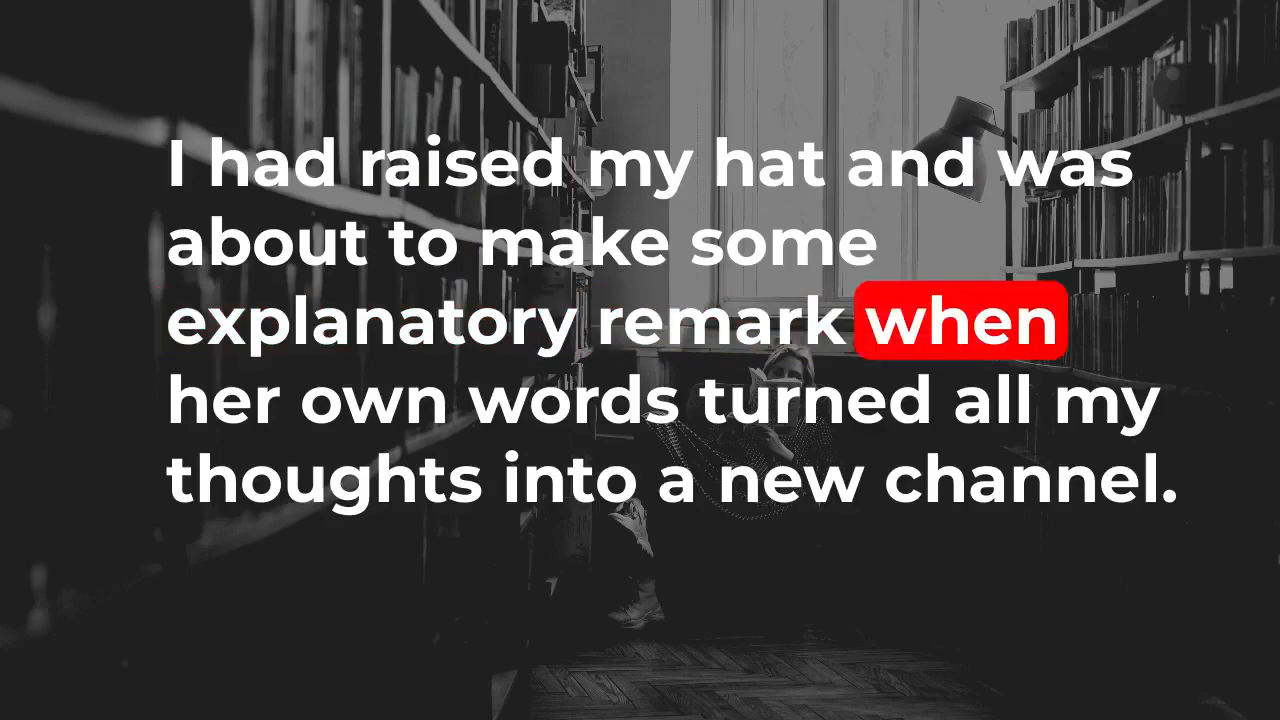 I had raised my hat and was
about to make some
explanatory remark when
her own words turned all my
thoughts into a new channel.